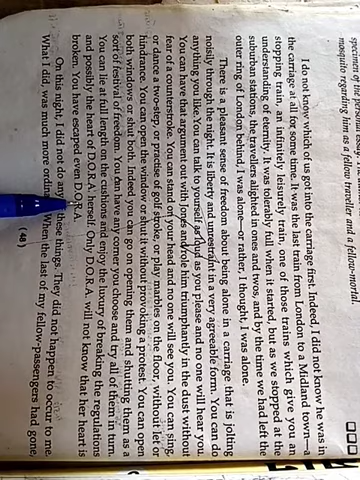 specimen of the personal essay. The
mosquito regarding him as a fellow traveller and a fellow-mortal.
I do not know which of us got into the carriage first. Indeed, I did not know he was in
the carriage at all for some time. It was the last train from London to a Midland town—a
stopping train, an infinitely leisurely train, one of those trains which give you an
understanding of eternity. It was tolerably full when it started, but as we stopped at the
suburban stations the travellers alighted in ones and twos, and by the time we had left the
outer ring of London behind, I was alone—or rather, I thought, I was alone.
There is a pleasant sense of freedom about being alone in a carriage that is jolting
noisily through the night. It is liberty and unrestraint in a very agreeable form. You can do
anything you like. You can talk to yourself as loud as you please and no one will hear you.
You can have that argument out with Jones and roll him triumphantly in the dust without
fear of a counterstroke. You can stand on your head and no one will see you. You can sing,
or dance a two-step, or practise a golf stroke, or play marbles on the floor, without let or
hindrance. You can open the window or shut it without provoking a protest. You can open
both windows or shut both. Indeed you can go on opening them and shutting them as a
sort of festival of freedom. You can have any corner you choose and try all of them in turn.
You can lie at full length on the cushions and enjoy the luxury of breaking the regulations
and possibly the heart of D.O.R.A. herself. Only D.O.R.A. will not know that her heart is
broken. You have escaped even D.O.R.A.
On this night, I did not do any of these things. They did not happen to occur to me.
What I did, was much more When the last of my fellow-passengers had gone,
(48)